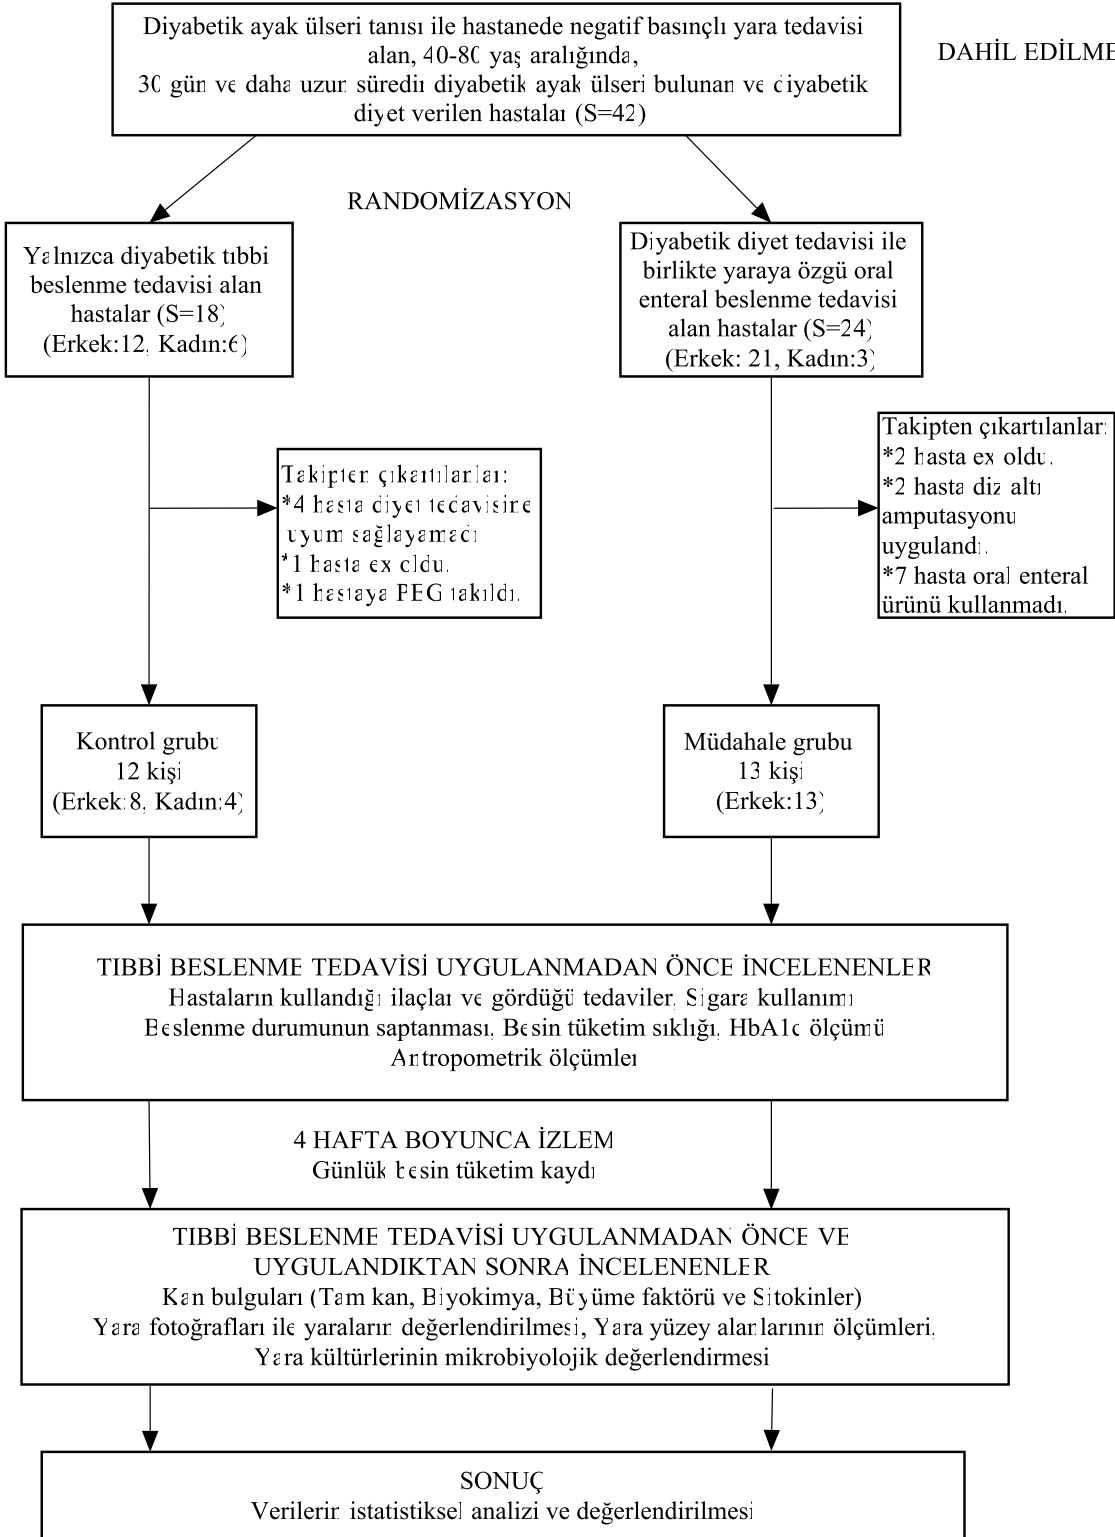 Diyabetik ayak ülseri tanısı ile hastanede negatif basınçlı yara tedavisi
alan, 40-80 yaş aralığında,
30 gün ve daha uzun süredir diyabetik ayak ülseri bulunan ve diyabetik
diyet verilen hastalar (S=42)
DAHİL EDİLME
RANDOMİZASYON
Yalnızca diyabetik tıbbi
beslenme tedavisi alan
hastalar (S=18)
(Erkek:12, Kadın:6)
Diyabetik diyet tedavisi ile
birlikte yaraya özgü oral
enteral beslenme tedavisi
alan hastalar (S=24)
(Erkek: 21, Kadın:3)
Takipten çıkartılanlar:
*4 hasta diyet tedavisine
uyum sağlayamadı
*1 hasta ex oldu.
*1 hastaya PEG takıldı.
Takipten çıkartılanlar:
*2 hasta ex oldu.
*2 hasta diz altı
amputasyonu
uygulandı.
*7 hasta oral enteral
ürünü kullanmadı.
Kontrol grubu
12 kişi
(Erkek:8, Kadın:4)
Müdahale grubu
13 kişi
(Erkek:13)
TIBBİ BESLENME TEDAVİSİ UYGULANMADAN ÖNCE İNCELENENLER
Hastaların kullandığı ilaçlar ve gördüğü tedaviler, Sigara kullanımı
Beslenme durumunun saptanması, Besin tüketim sıklığı, HbA1c ölçümü
Antropometrik ölçümler
4 HAFTA BOYUNCA İZLEM
Günlük besin tüketim kaydı
TIBBİ BESLENME TEDAVİSİ UYGULANMADAN ÖNCE VE
UYGULANDIKTAN SONRA İNCELENENLER
Kan bulguları (Tam kan, Biyokimya, Büyüme faktörü ve Sitokinler)
Yara fotoğrafları ile yaraların değerlendirilmesi, Yara yüzey alanlarının ölçümleri,
Yara kültürlerinin mikrobiyolojik değerlendirmesi
SONUÇ
Verilerin istatistiksel analizi ve değerlendirilmesi